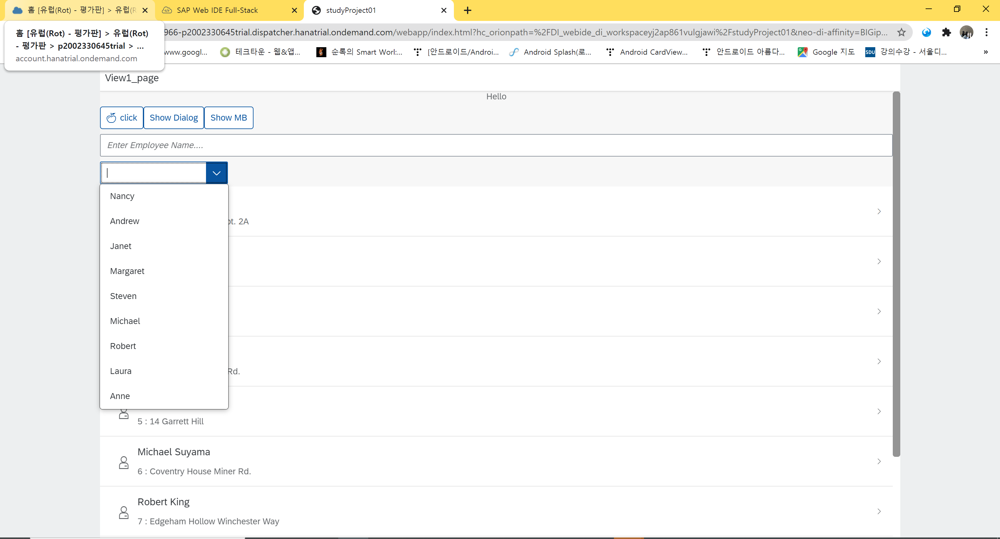 홈 [유럽(Rot) - 평가판] > 유럽(R
SAP Web IDE Full-Stack
studyProject01
홈 [유럽(Rot) - 평가판] > 유럽(Rot)
- 평가판 > p2002330645trial > ...
account.hanatrial.ondemand.com
966-p2002330645trial.dispatcher.hanatrial.ondemand.com/webapp/index.html?hc_orionpath=%2FDI_webide_di_workspaceyj2ap861vulgjawi%2FstudyProject01&neo-di-affinity=BIGip...
www.googl...
테크타운 - 웹&앱...
순록의 Smart Worl:...
[안드로이드/Androi...
Android Splash(로...
Android CardView...
안드로이드 아름다...
Google 지도
SDU
강의수강 - 서울디...
»
View1_page
Hello
click
Show Dialog
Show MB
Enter Employee Name....
Nancy
Andrew
Janet
Margaret
Steven
Michael
Robert
Laura
Anne
2A
Rd.
5 : 14 Garrett Hill
Michael Suyama
6 : Coventry House Miner Rd.
Robert King
7 : Edgeham Hollow Winchester Way